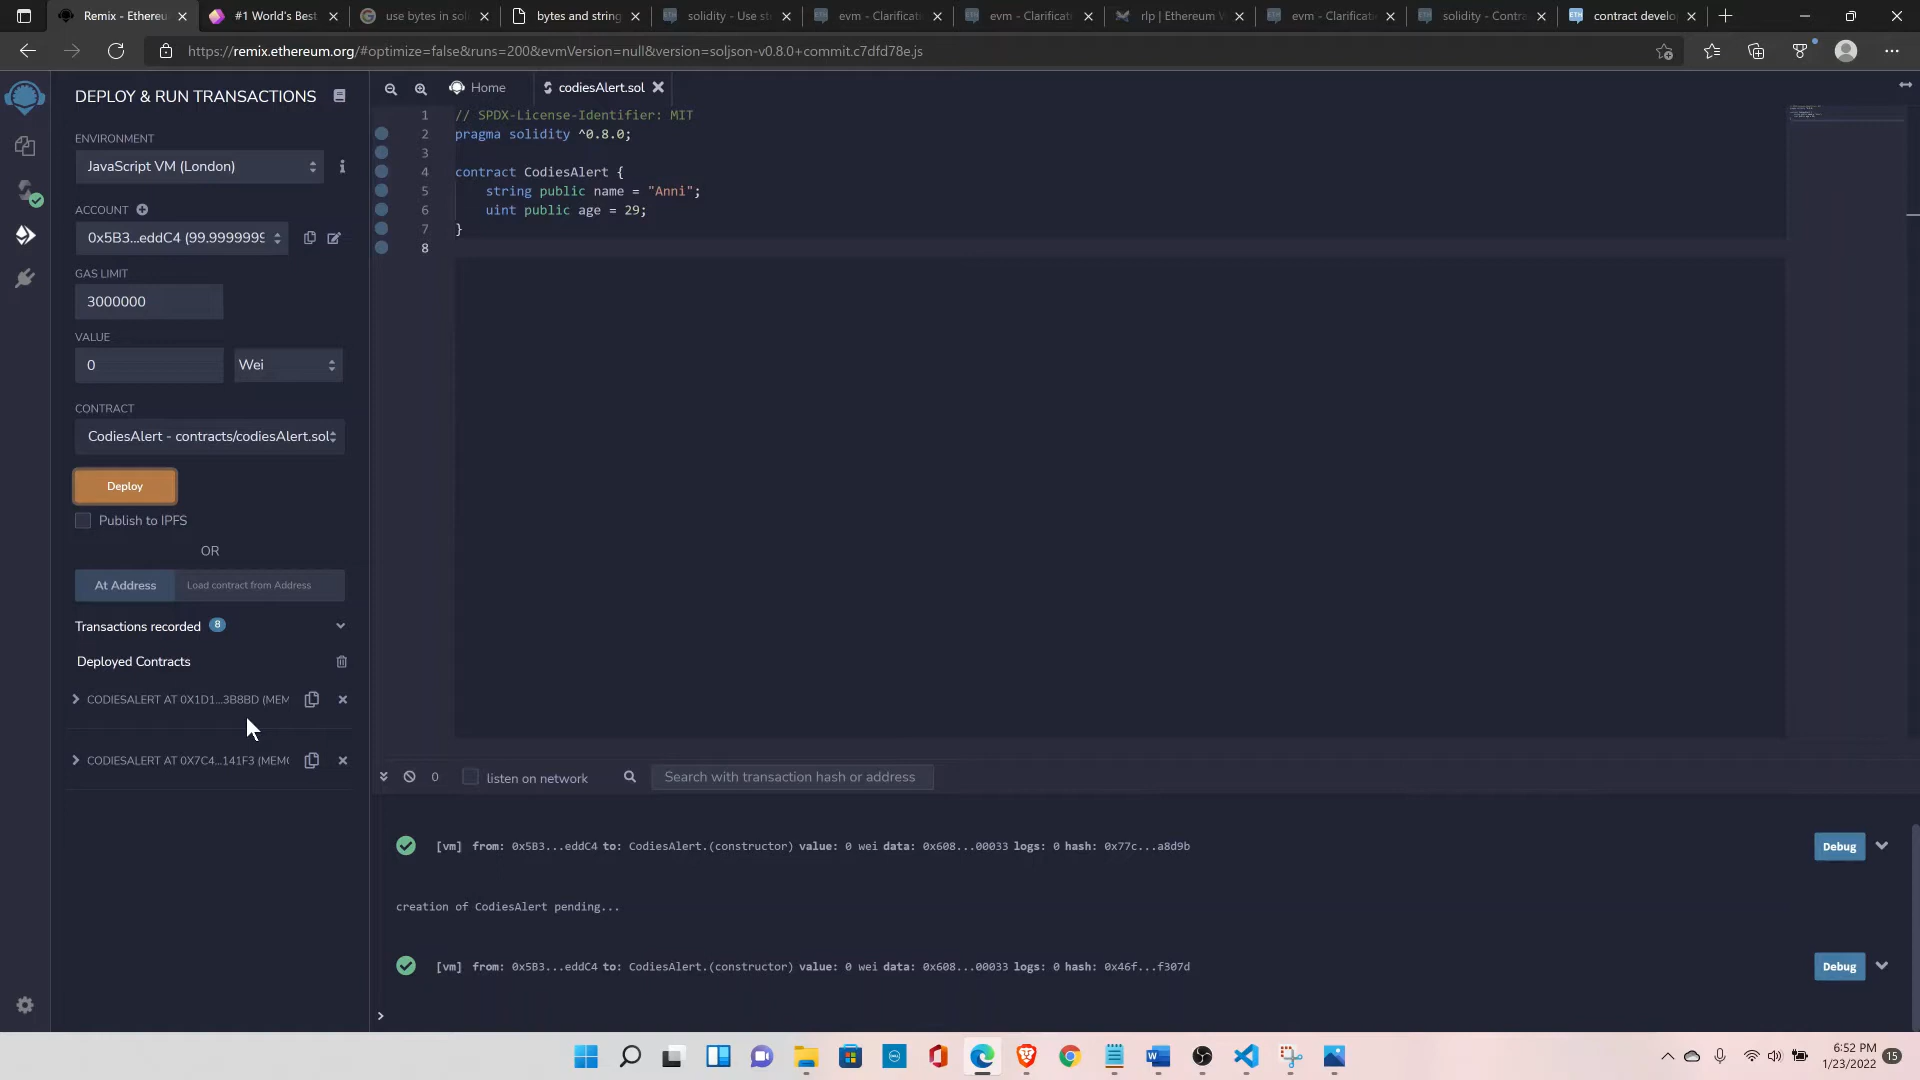 Remix - Ethereu
#1 World's Best
use bytes in soli
bytes and string
solidity - Use st
evm - Clarificat
evm - Clarificat
rlp | Ethereum W
evm - Clarificati
solidity - Contra
contract develo
https://remix.ethereum.org/#optimize=false&runs=200&evmVersion=null&version=soljson-v0.8.0+commit.c7dfd78e.js
DEPLOY & RUN TRANSACTIONS
ENVIRONMENT
JavaScript VM (London)
ACCOUNT
0x5B3...eddC4 (99.9999999
GAS LIMIT
3000000
VALUE
0
Wei
CONTRACT
CodiesAlert - contracts/codiesAlert.sol
Deploy
Publish to IPFS
OR
At Address
Load contract from Address
Transactions recorded 8
Deployed Contracts
CODIESALERT AT 0X1D1...3B8BD (MEM
CODIESALERT AT 0X7C4...141F3 (MEMO
Home
codiesAlert.sol
1 // SPDX-License-Identifier: MIT
2 pragma solidity ^0.8.0;
3
4 contract CodiesAlert {
5 string public name = "Anni";
6 uint public age = 29;
7 }
8
0
listen on network
Search with transaction hash or address
[vm] from: 0x5B3...eddC4 to: CodiesAlert.(constructor) value: 0 wei data: 0x608...00033 logs: 0 hash: 0x77c...a8d9b
Debug
creation of CodiesAlert pending...
[vm] from: 0x5B3...eddC4 to: CodiesAlert.(constructor) value: 0 wei data: 0x608...00033 logs: 0 hash: 0x46f...f307d
Debug
>
6:52 PM
1/23/2022
15